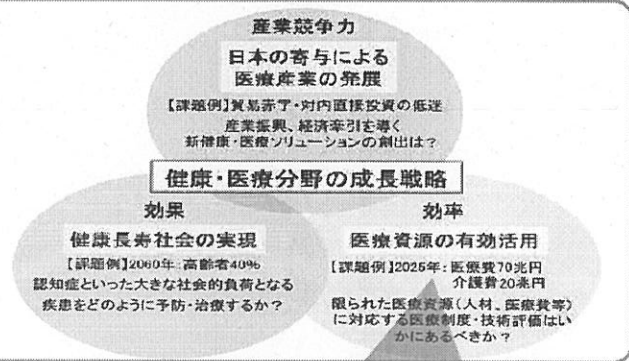 産業競争力
日本の寄与による
医療産業の発展
【課題例】貿易赤字・対内直接投資の低迷
産業振興、経済牽引を導く
新健康・医療ソリューションの創出は？
健康・医療分野の成長戦略
効果
健康長寿社会の実現
【課題例】2060年：高齢者40%
認知症といった大きな社会的負荷となる
疾患をどのように予防・治療するか？
効率
医療資源の有効活用
【課題例】2025年：医療費70兆円
介護費20兆円
限られた医療資源（人材、医療費等）
に対応する医療制度・技術評価はい
かにあるべきか？